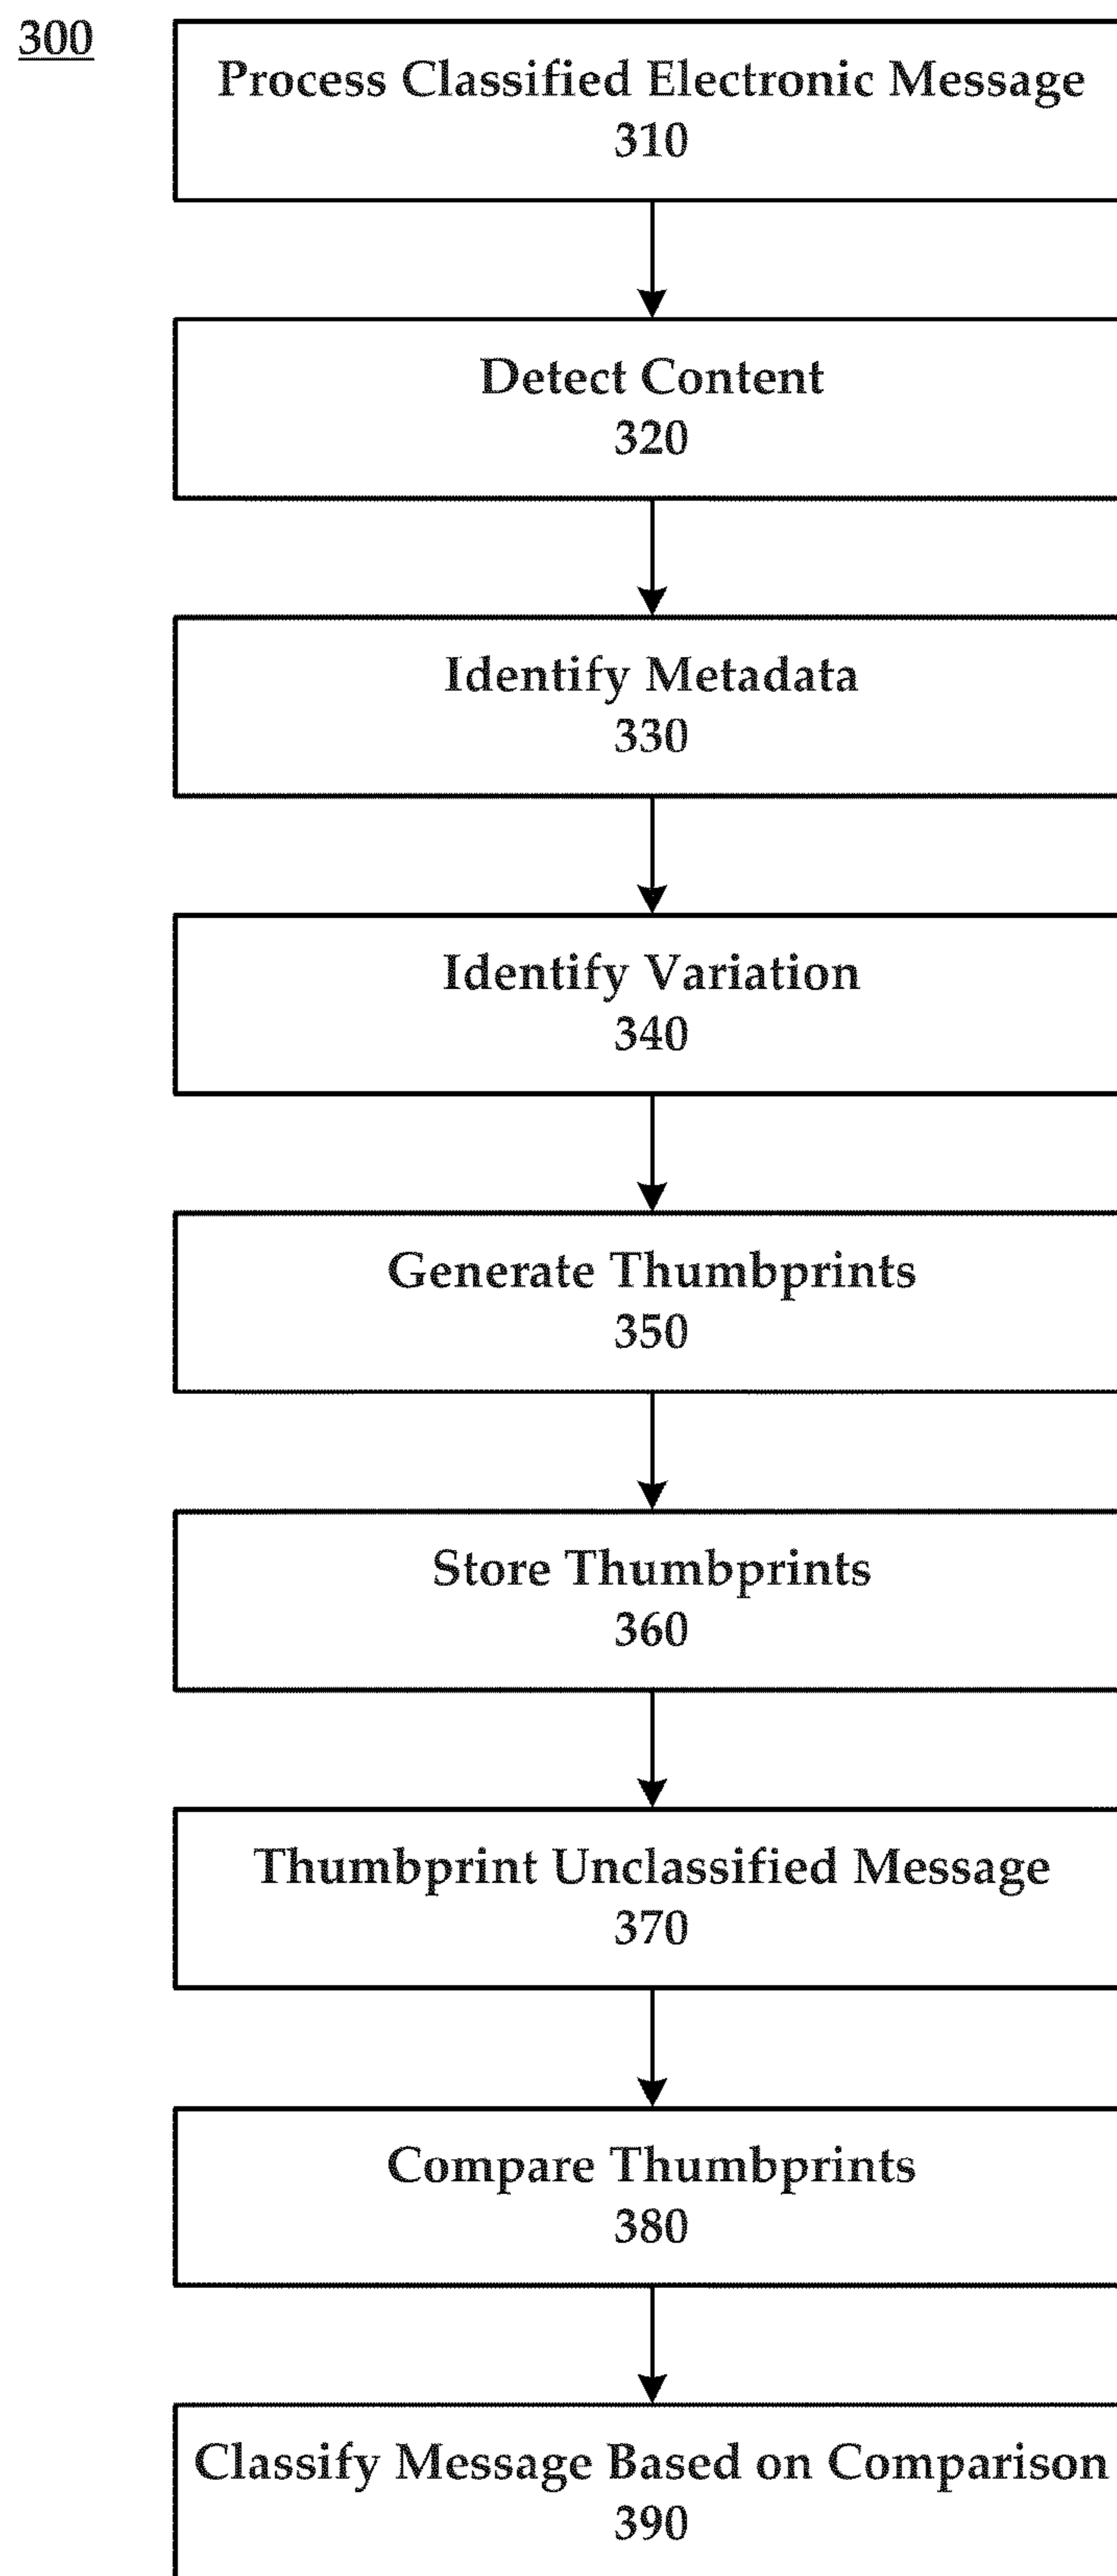 300
Process Classified Electronic Message
310
Detect Content
320
Identify Metadata
330
Identify Variation
340
Generate Thumbprints
350
Store Thumbprints
360
Thumbprint Unclassified Message
370
Compare Thumbprints
380
Classify Message Based on Comparison
390